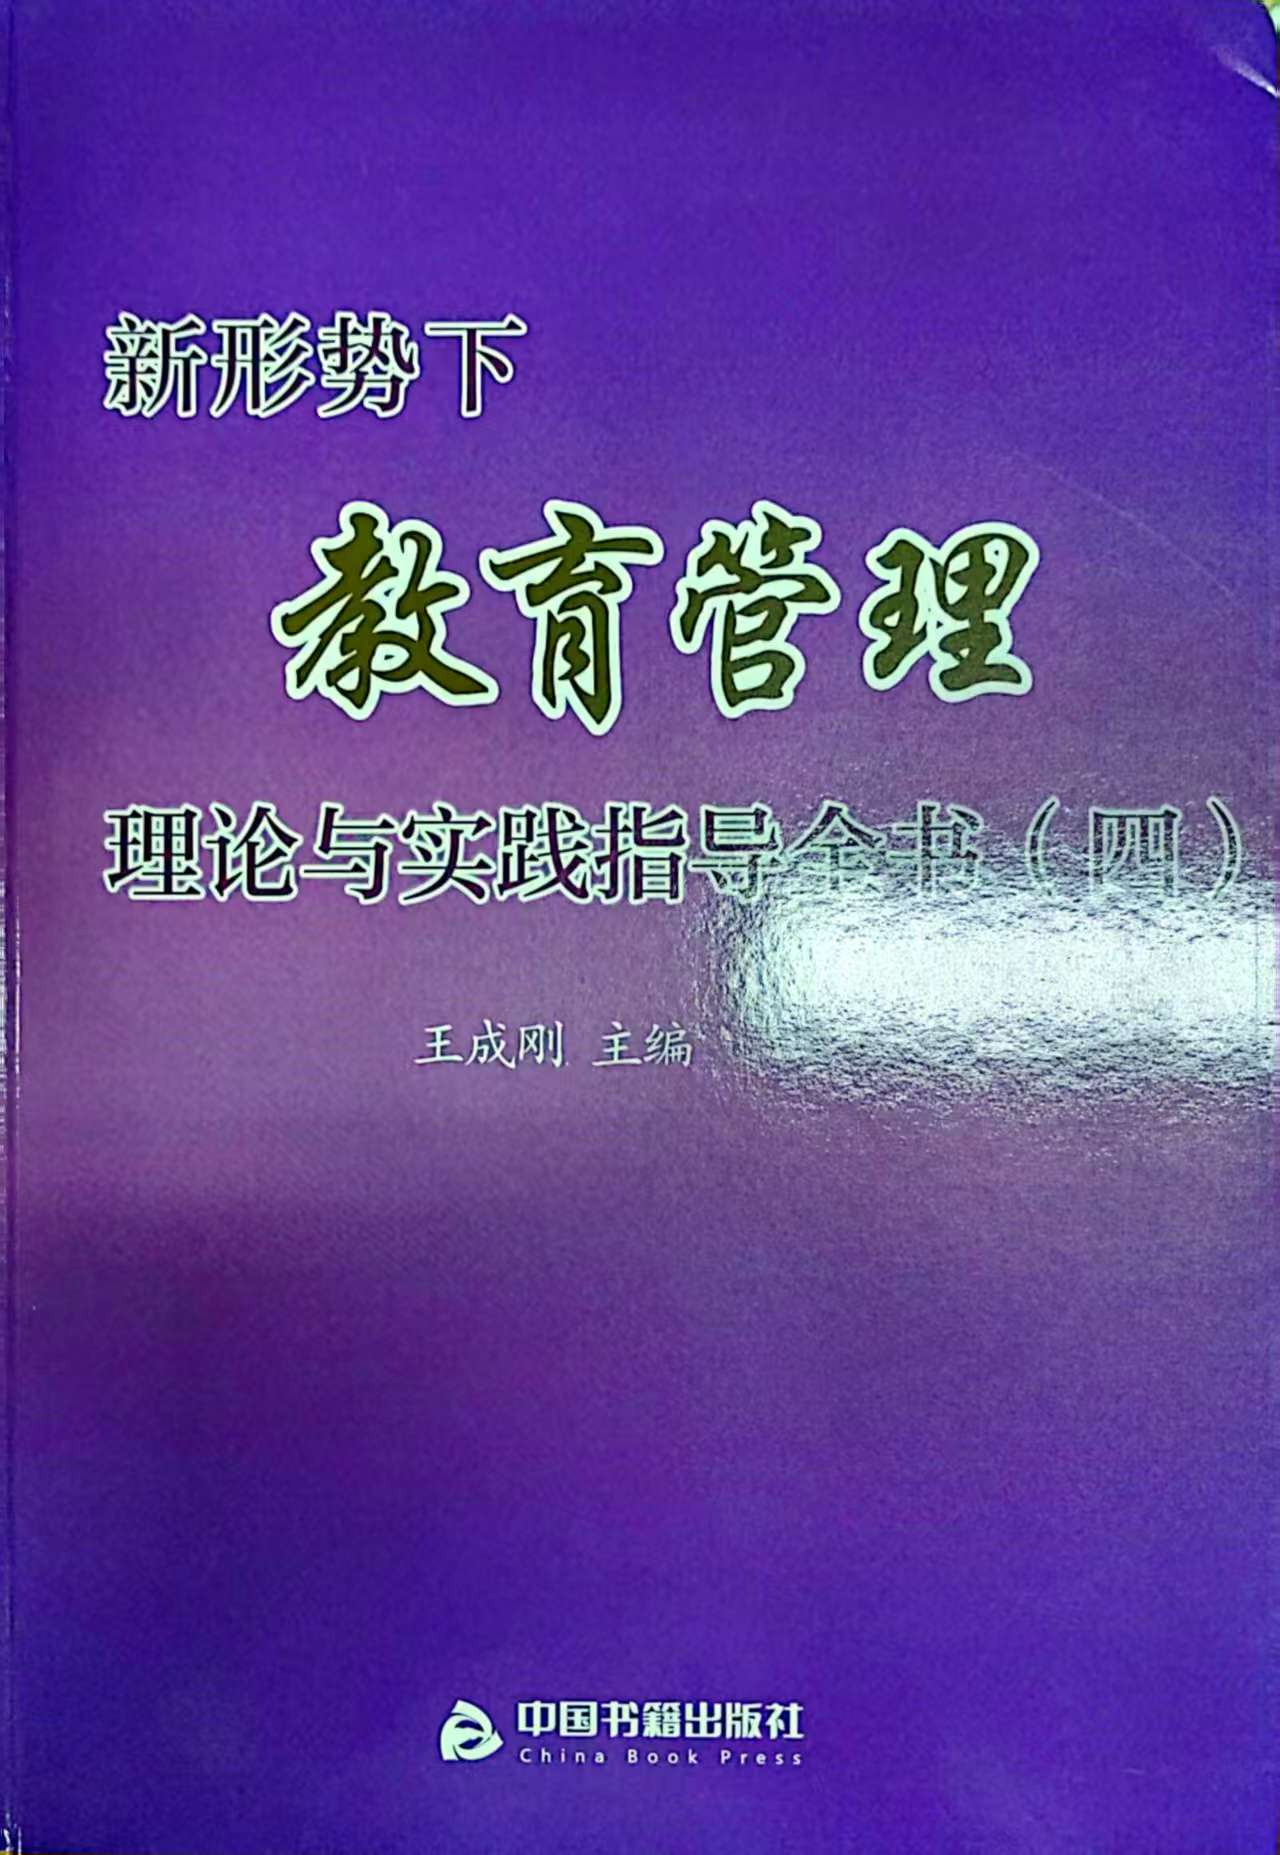 新形势下
教育管理
理论与实践指导全书（四）
王成刚 主编
中国书籍出版社
China Book Press